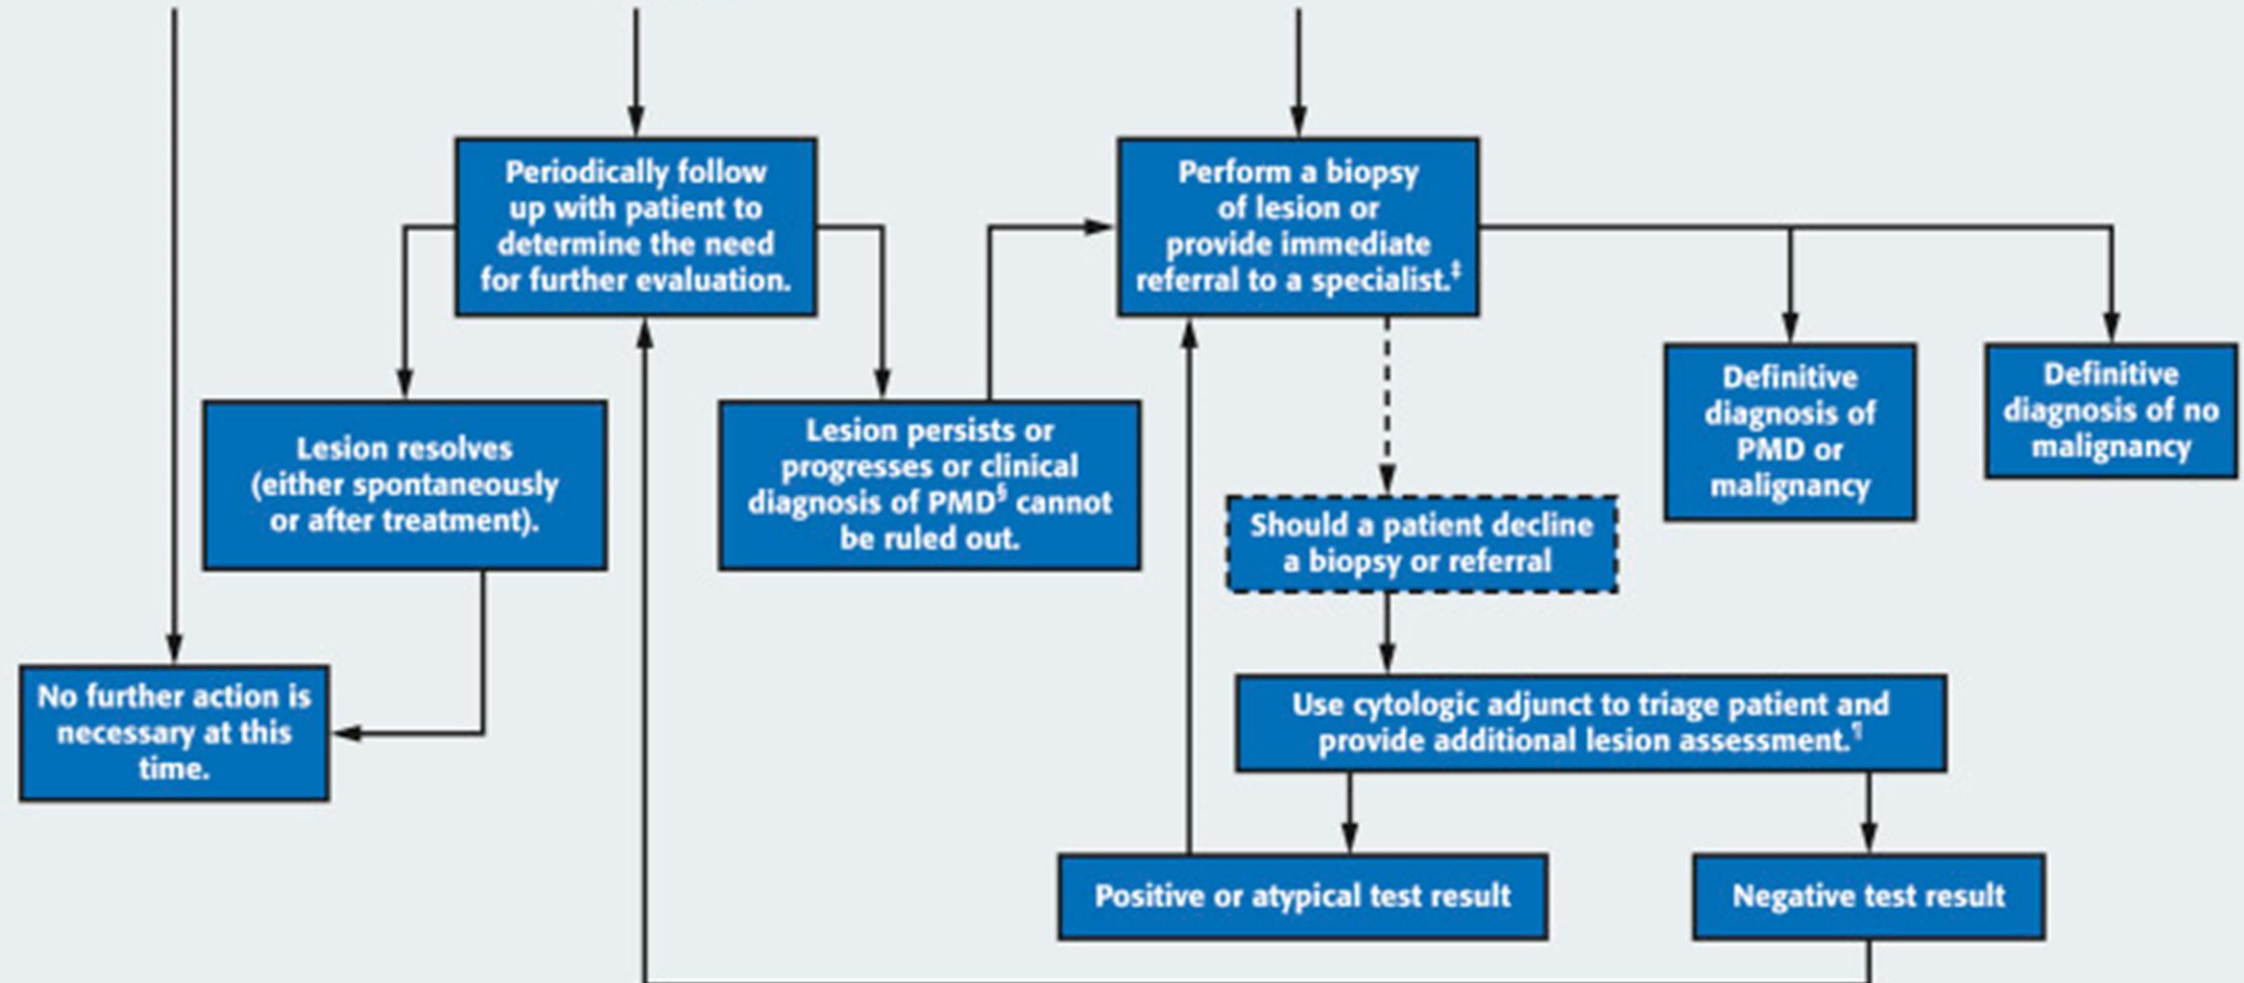 Periodically follow
up with patient to
determine the need
for further evaluation.
Perform a biopsy
of lesion or
provide immediate
referral to a specialist.‡
Lesion resolves
(either spontaneously
or after treatment).
Lesion persists or
progresses or clinical
diagnosis of PMD§ cannot
be ruled out.
Definitive
diagnosis of
PMD or
malignancy
Definitive
diagnosis of no
malignancy
Should a patient decline
a biopsy or referral
No further action is
necessary at this
time.
Use cytologic adjunct to triage patient and
provide additional lesion assessment.¶
Positive or atypical test result
Negative test result